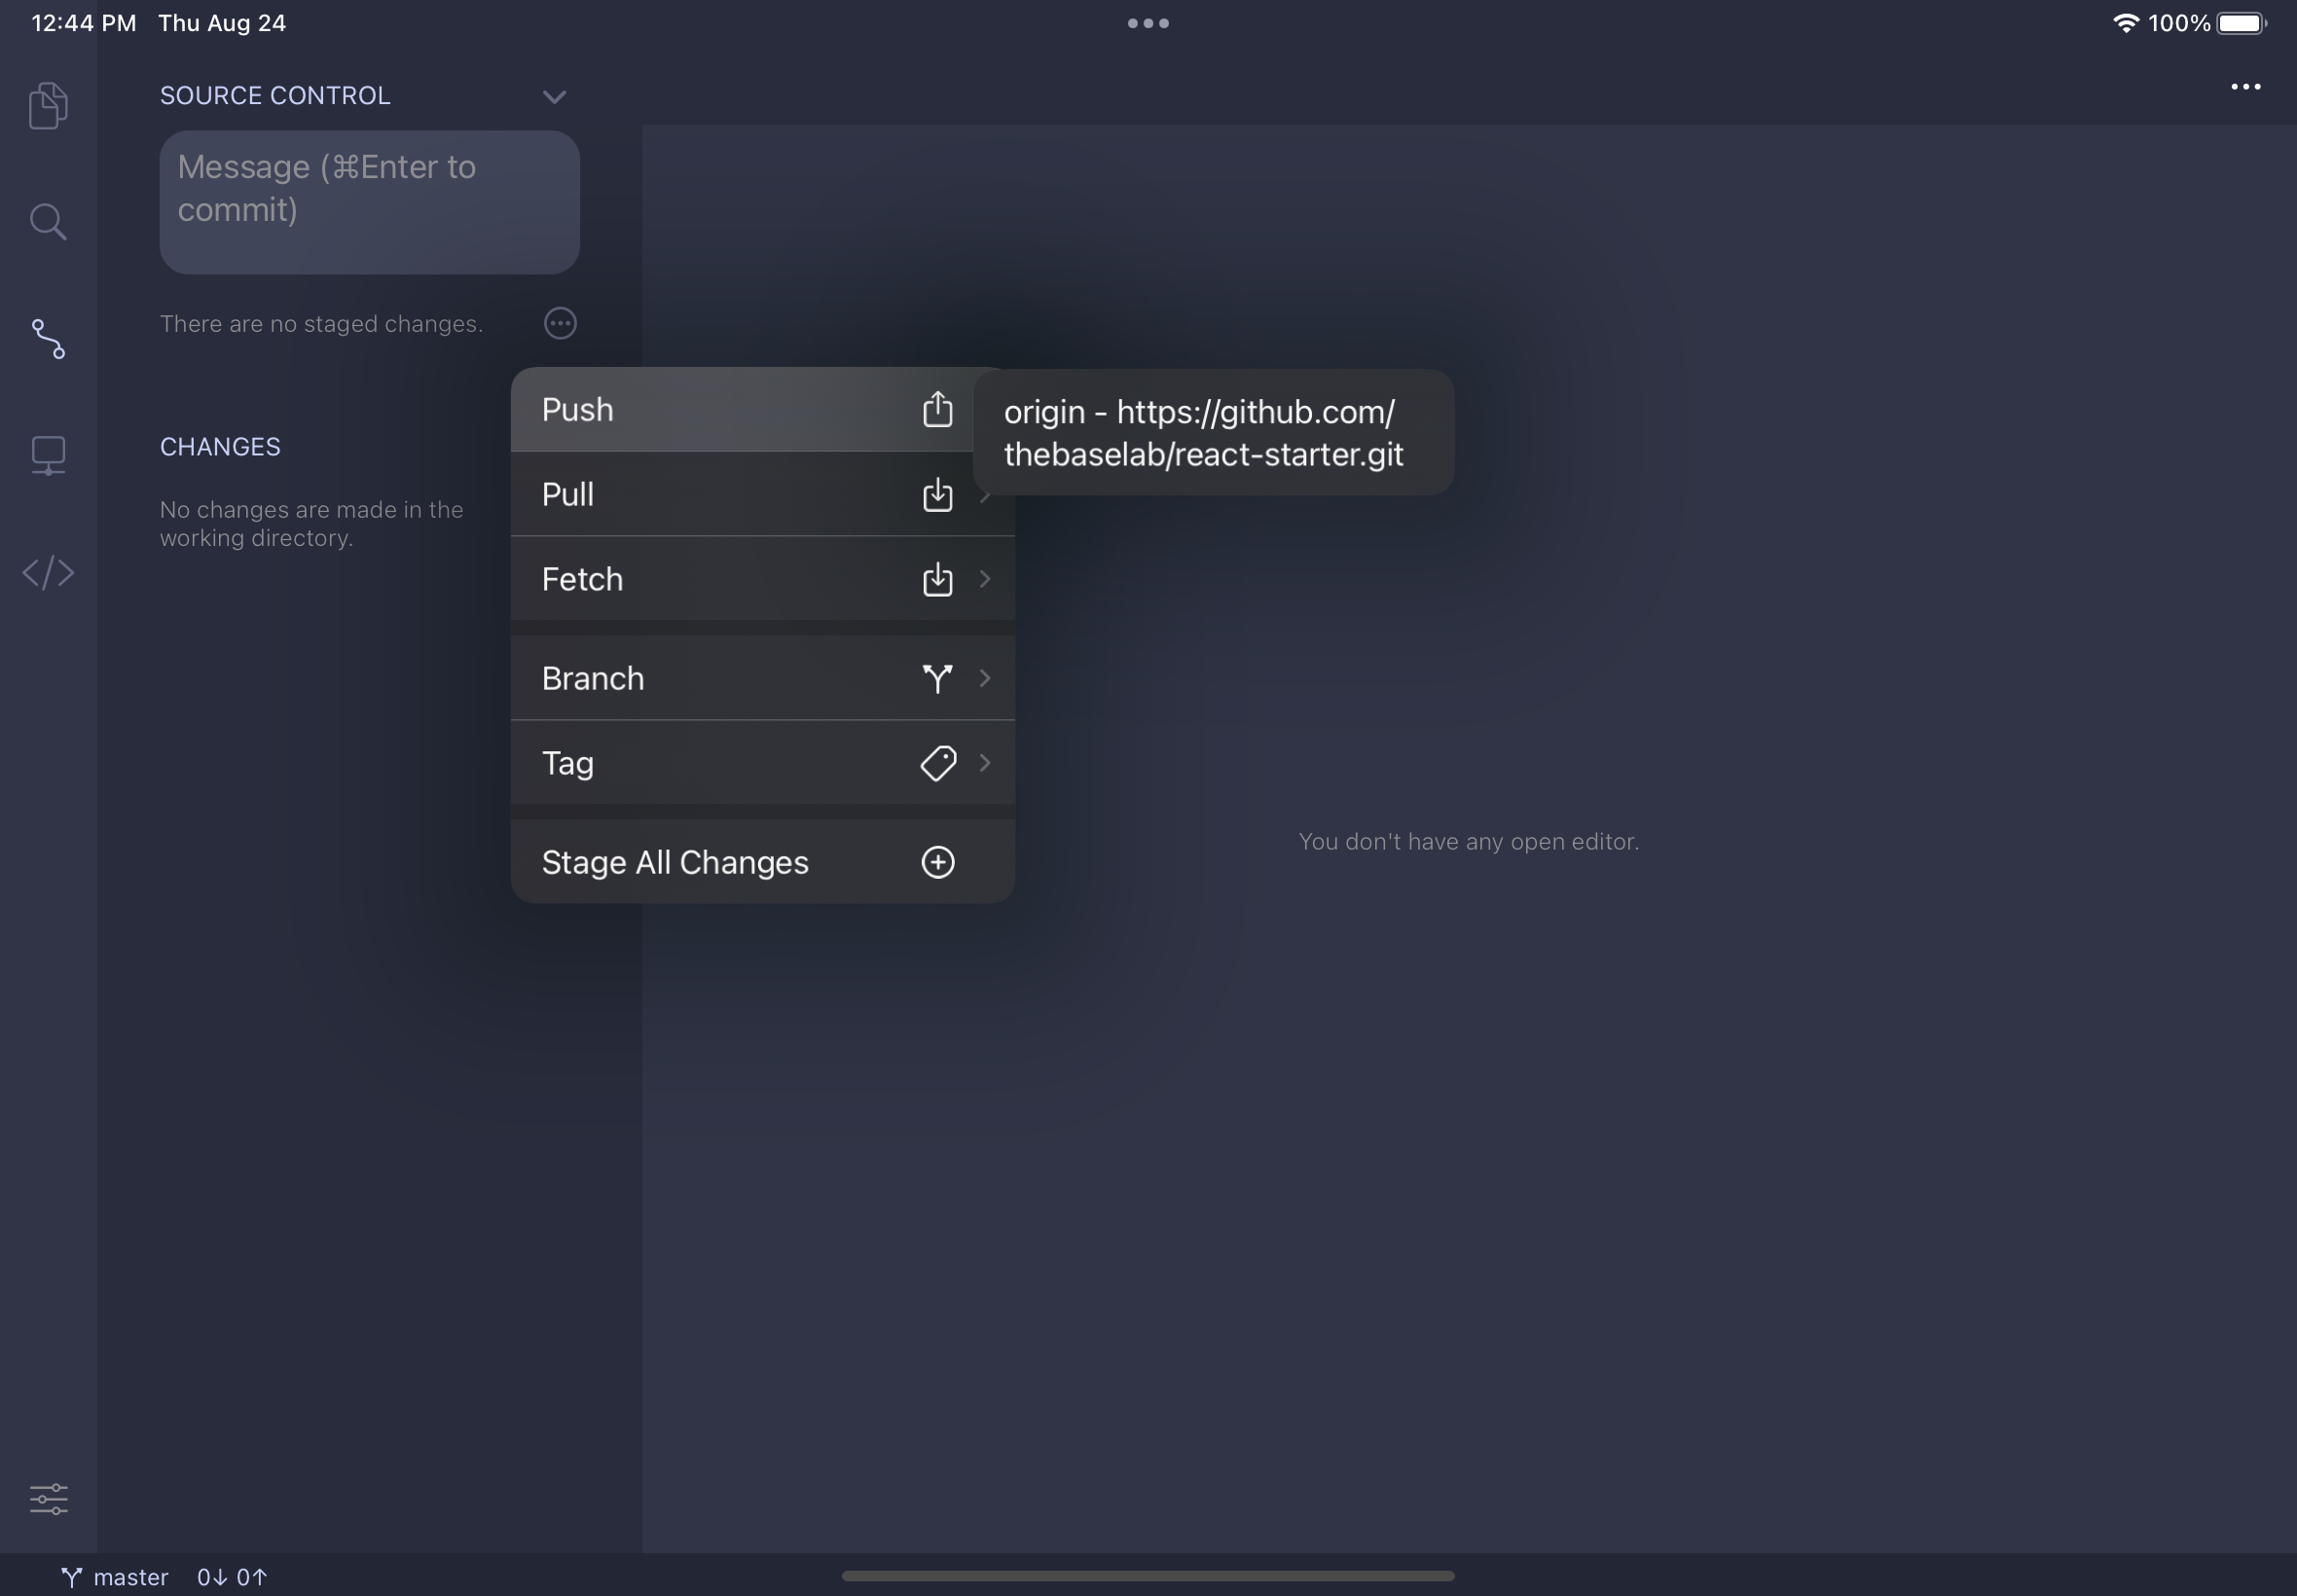 12:44 PM Thu Aug 24
100%
SOURCE CONTROL
Message (⌘Enter to
commit)
There are no staged changes.
CHANGES
No changes are made in the
working directory.
Push
Pull
Fetch
Branch
Tag
Stage All Changes
origin - https://github.com/
thebaselab/react-starter.git
You don't have any open editor.
master 0↓ 0↑